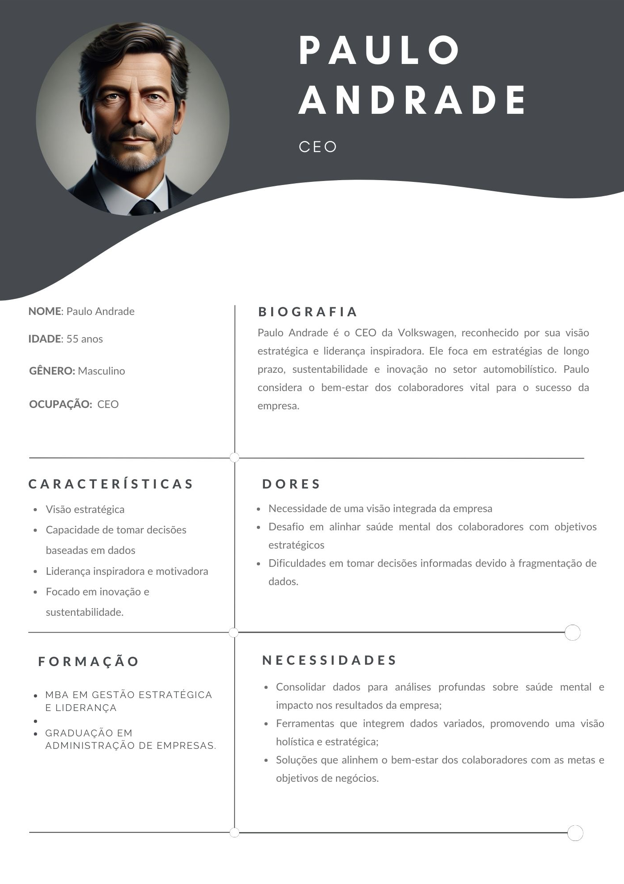 PAULO
ANDRADE
CEO
NOME: Paulo Andrade
IDADE: 55 anos
GÊNERO: Masculino
OCUPAÇÃO: CEO
BIOGRAFIA
Paulo Andrade é o CEO da Volkswagen, reconhecido por sua visão
estratégica e liderança inspiradora. Ele foca em estratégias de longo
prazo, sustentabilidade e inovação no setor automobilístico. Paulo
considera o bem-estar dos colaboradores vital para o sucesso da
empresa.
CARACTERÍSTICAS
• Visão estratégica
• Capacidade de tomar decisões
baseadas em dados
• Liderança inspiradora e motivadora
• Focado em inovação e
sustentabilidade.
DORES
• Necessidade de uma visão integrada da empresa
• Desafio em alinhar saúde mental dos colaboradores com objetivos
estratégicos
• Dificuldades em tomar decisões informadas devido à fragmentação de
dados.
FORMAÇÃO
• MBA EM GESTÃO ESTRATÉGICA
E LIDERANÇA
•
• GRADUAÇÃO EM
ADMINISTRAÇÃO DE EMPRESAS.
NECESSIDADES
• Consolidar dados para análises profundas sobre saúde mental e
impacto nos resultados da empresa;
• Ferramentas que integrem dados variados, promovendo uma visão
holística e estratégica;
• Soluções que alinhem o bem-estar dos colaboradores com as metas e
objetivos de negócios.